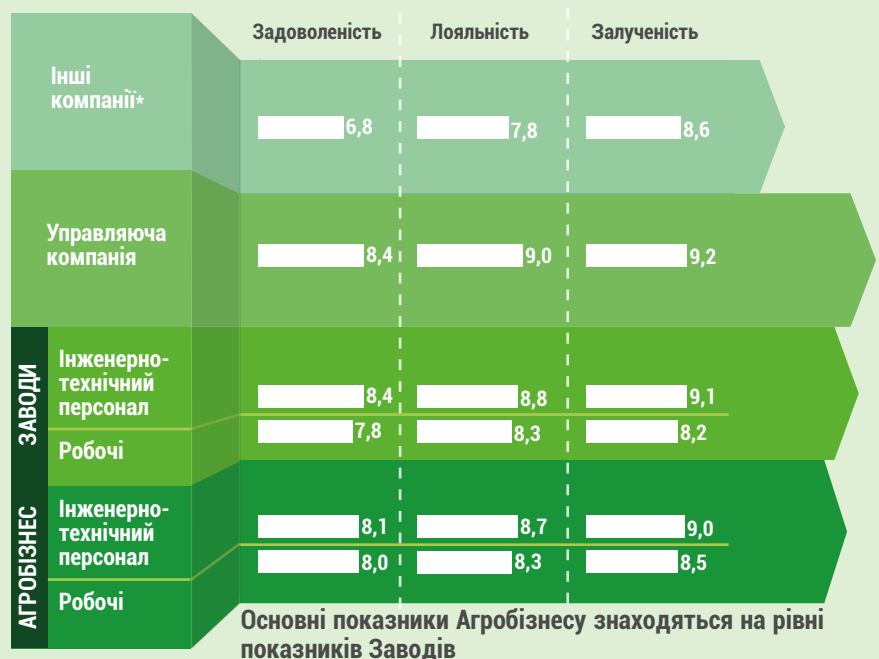 Задоволеність Лояльність Залученість
Інші
компанії*
6,8 7,8 8,6
Управляюча
компанія
8,4 9,0 9,2
ЗАВОДИ
Інженерно-
технічний
персонал
8,4 8,8 9,1
Робочі
7,8 8,3 8,2
АГРОБІЗНЕС
Інженерно-
технічний
персонал
8,1 8,7 9,0
Робочі
8,0 8,3 8,5
Основні показники Агробізнесу знаходяться на рівні
показників Заводів